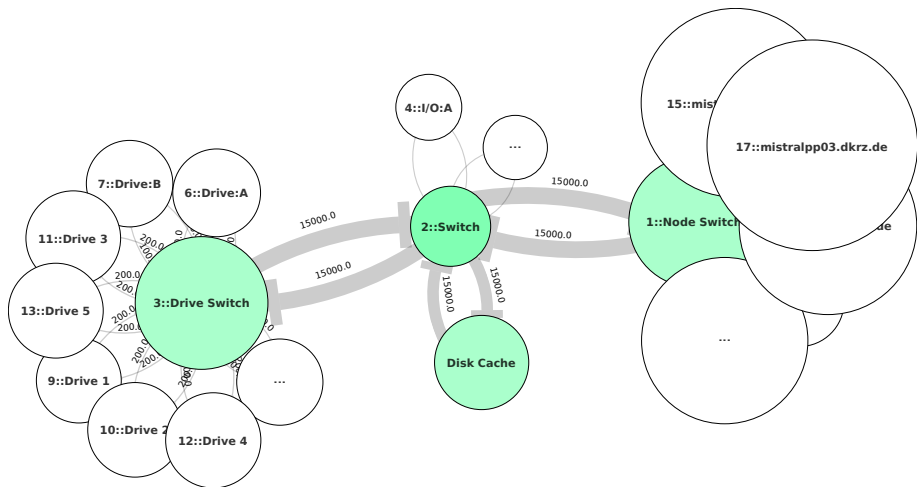 4::I/O:A
...
15::mist
17::mistralpp03.dkrz.de
7::Drive:B
6::Drive:A
15000.0
15000.0
11::Drive 3
200.0
2::Switch
1::Node Switch
15000.0
15000.0
200.0
3::Drive Switch
15000.0
15000.0
13::Drive 5
200.0
200.0
...
Disk Cache
9::Drive 1
...
10::Drive 2
12::Drive 4